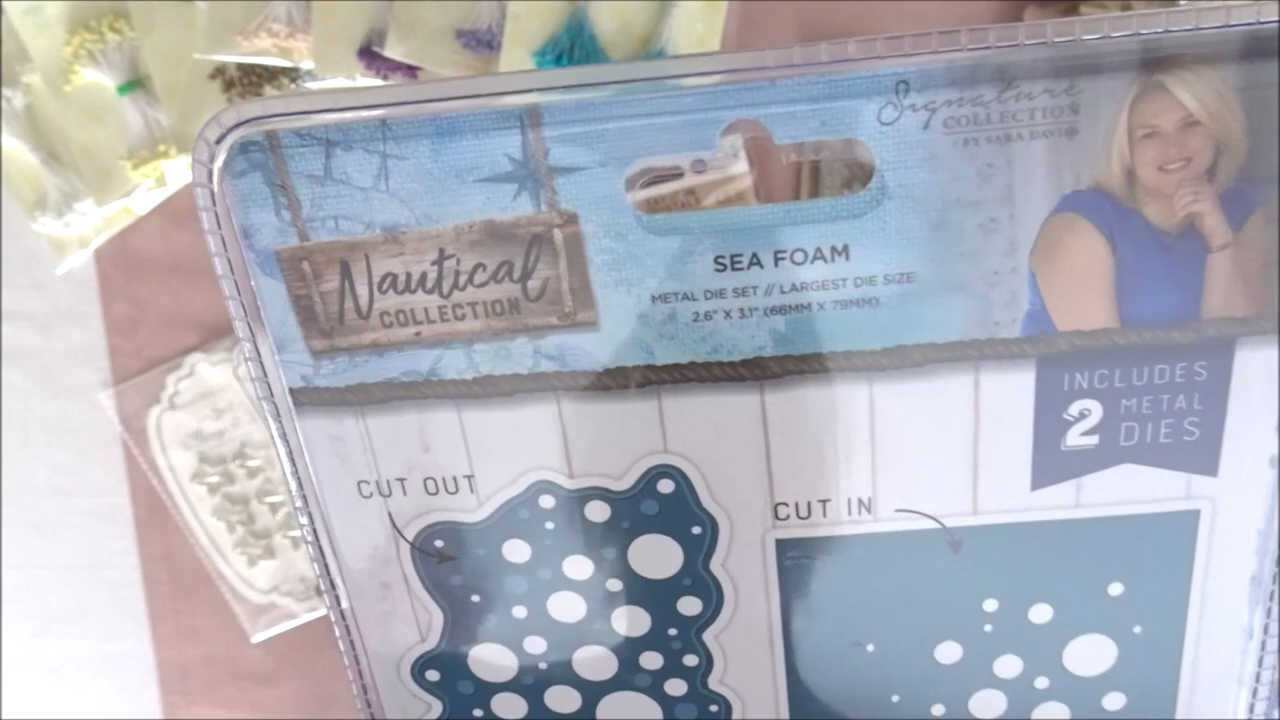 Signature
COLLECTION
BY SARA DAVIES
Nautical
COLLECTION
SEA FOAM
METAL DIE SET // LARGEST DIE SIZE
2.6" X 3.1" (66MM X 79MM)
INCLUDES
2 METAL
DIES
CUT OUT
CUT IN